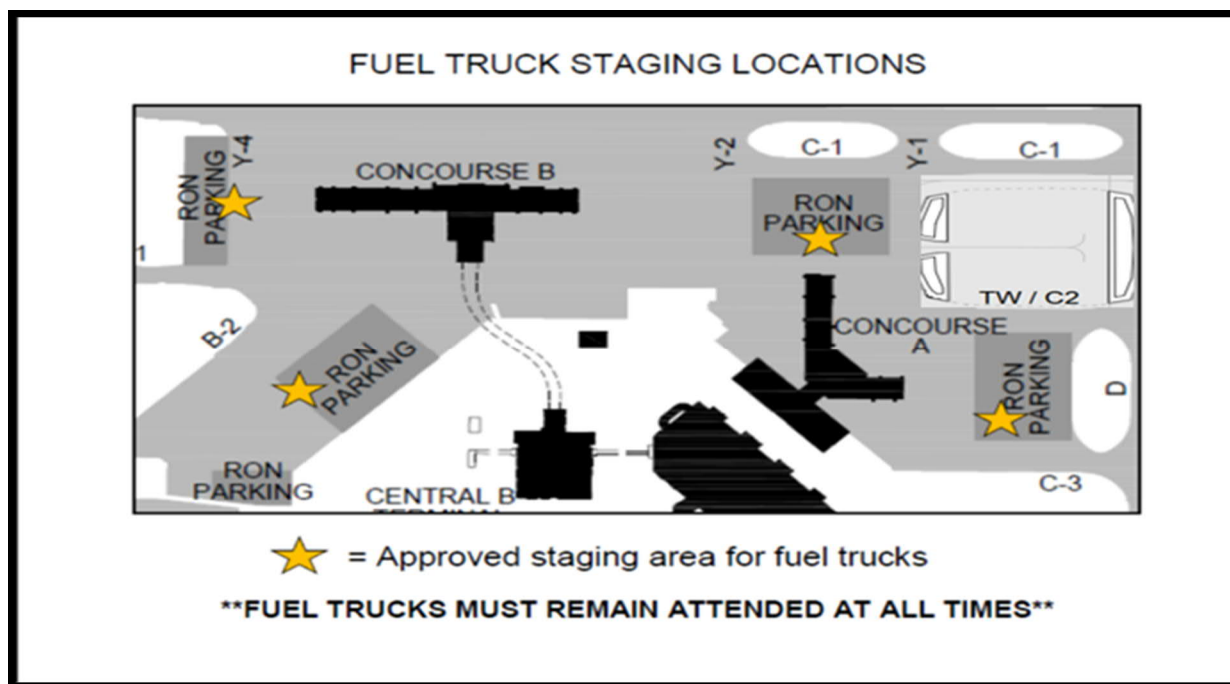 FUEL TRUCK STAGING LOCATIONS
RON
PARKING
Y-4
CONCOURSE B
Y-2
C-1
Y-1
C-1
RON
PARKING
1
TW / C2
B-2
CONCOURSE
A
RON
PARKING
RON
PARKING
D
RON
PARKING
CENTRAL B
TERMINAL
C-3
= Approved staging area for fuel trucks
**FUEL TRUCKS MUST REMAIN ATTENDED AT ALL TIMES**